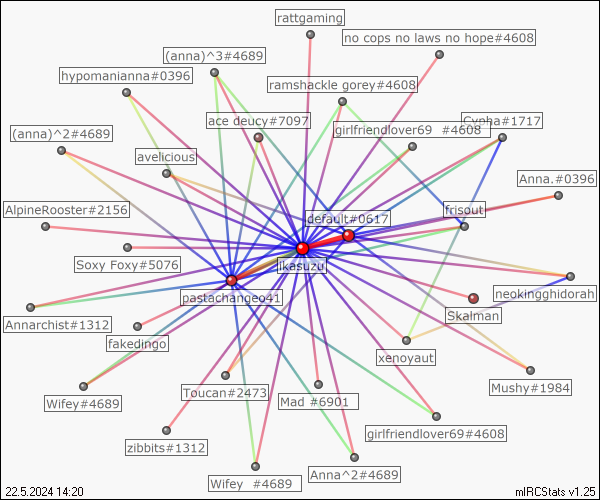 rattgaming
no cops no laws no hope#4608
(anna)^3#4689
hypomanianna#0396
ramshackle gorey#4608
ace deucy#7097
Cypha#1717
girlfriendlover69 #4608
(anna)^2#4689
avelicious
Anna.#0396
AlpineRooster#2156
frisout
default#0617
Soxy Foxy#5076
ikasuzu
pastachangeo41
neokingghidorah
Skalman
Annarchist#1312
fakedingo
xenoyaut
Mushy#1984
Toucan#2473
Mad #6901
Wifey#4689
girlfriendlover69#4608
zibbits#1312
Anna^2#4689
Wifey #4689
22.5.2024 14:20
mIRCStats v1.25